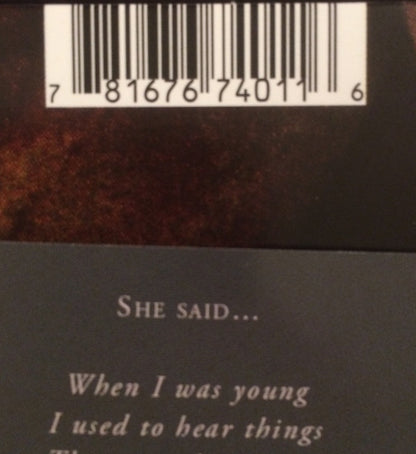 7 81676 74011 6
SHE SAID...
When I was young
I used to hear things